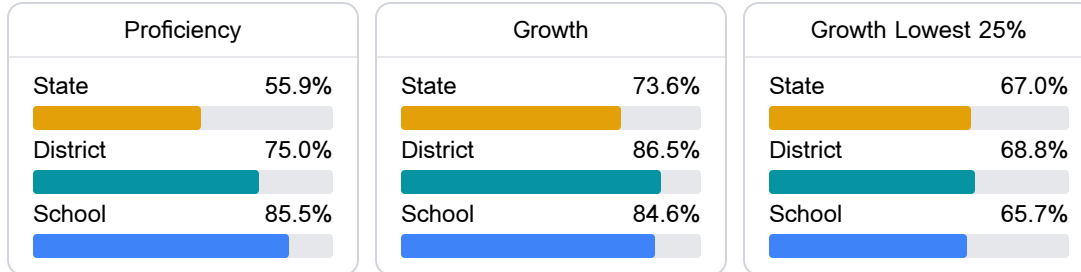 Proficiency
State 55.9%
District 75.0%
School 85.5%
Growth
State 73.6%
District 86.5%
School 84.6%
Growth Lowest 25%
State 67.0%
District 68.8%
School 65.7%